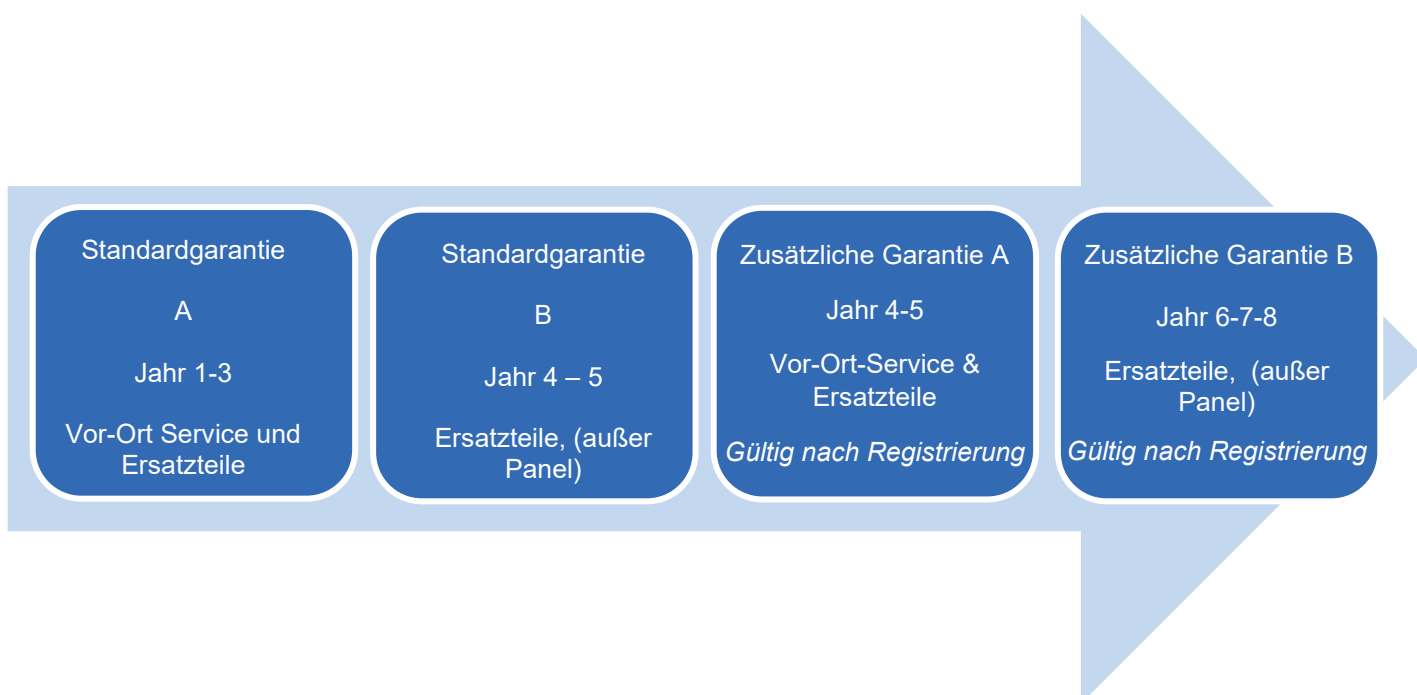 Standardgarantie
A
Jahr 1-3
Vor-Ort Service und
Ersatzteile
Standardgarantie
B
Jahr 4 – 5
Ersatzteile, (außer
Panel)
Zusätzliche Garantie A
Jahr 4-5
Vor-Ort-Service &
Ersatzteile
Gültig nach Registrierung
Zusätzliche Garantie B
Jahr 6-7-8
Ersatzteile, (außer
Panel)
Gültig nach Registrierung